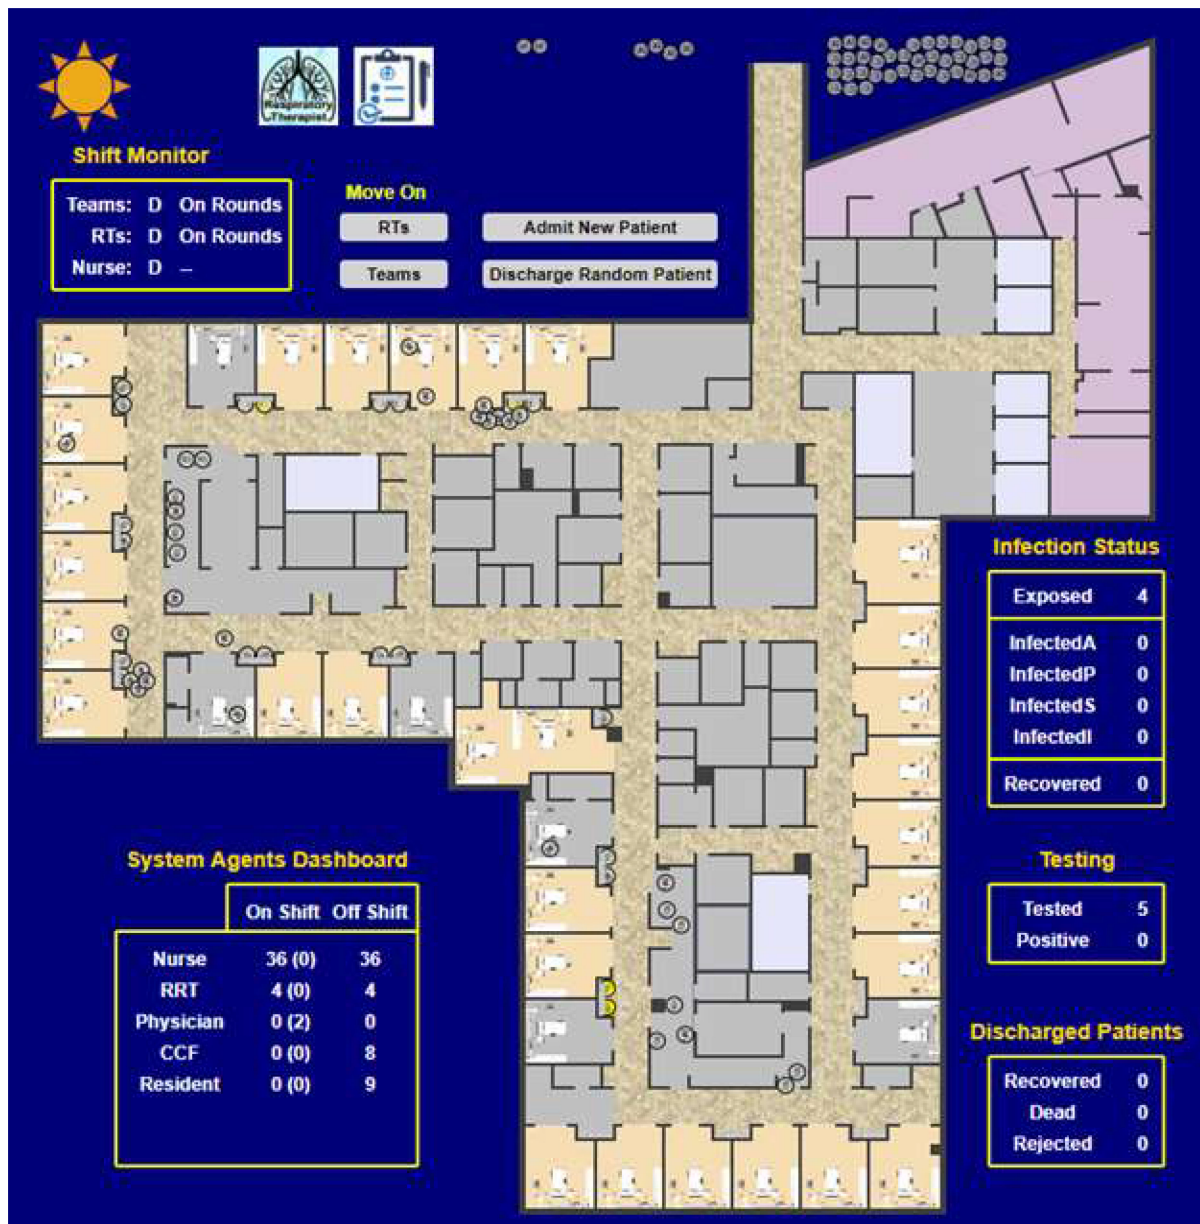 Respiratory
Therapist
Shift Monitor
Teams: D On Rounds
RTs: D On Rounds
Nurse: D --
Move On
RTs
Admit New Patient
Teams
Discharge Random Patient
Infection Status
Exposed 4
InfectedA 0
InfectedP 0
InfectedS 0
InfectedI 0
Recovered 0
System Agents Dashboard
On Shift Off Shift
Nurse 36 (0) 36
RRT 4 (0) 4
Physician 0 (2) 0
CCF 0 (0) 8
Resident 0 (0) 9
Testing
Tested 5
Positive 0
Discharged Patients
Recovered 0
Dead 0
Rejected 0